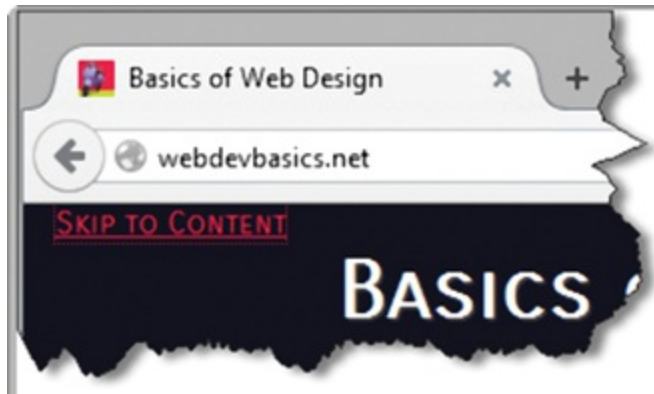 Basics of Web Design
webdevbasics.net
SKIP TO CONTENT
BASICS